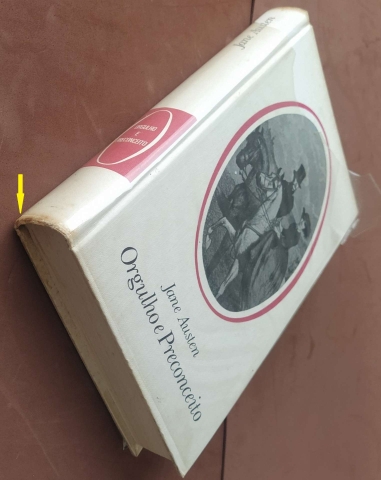 Jane Austen
ORGULHO
E
PRECONCEITO
Jane Austen
Orgulho e Preconceito